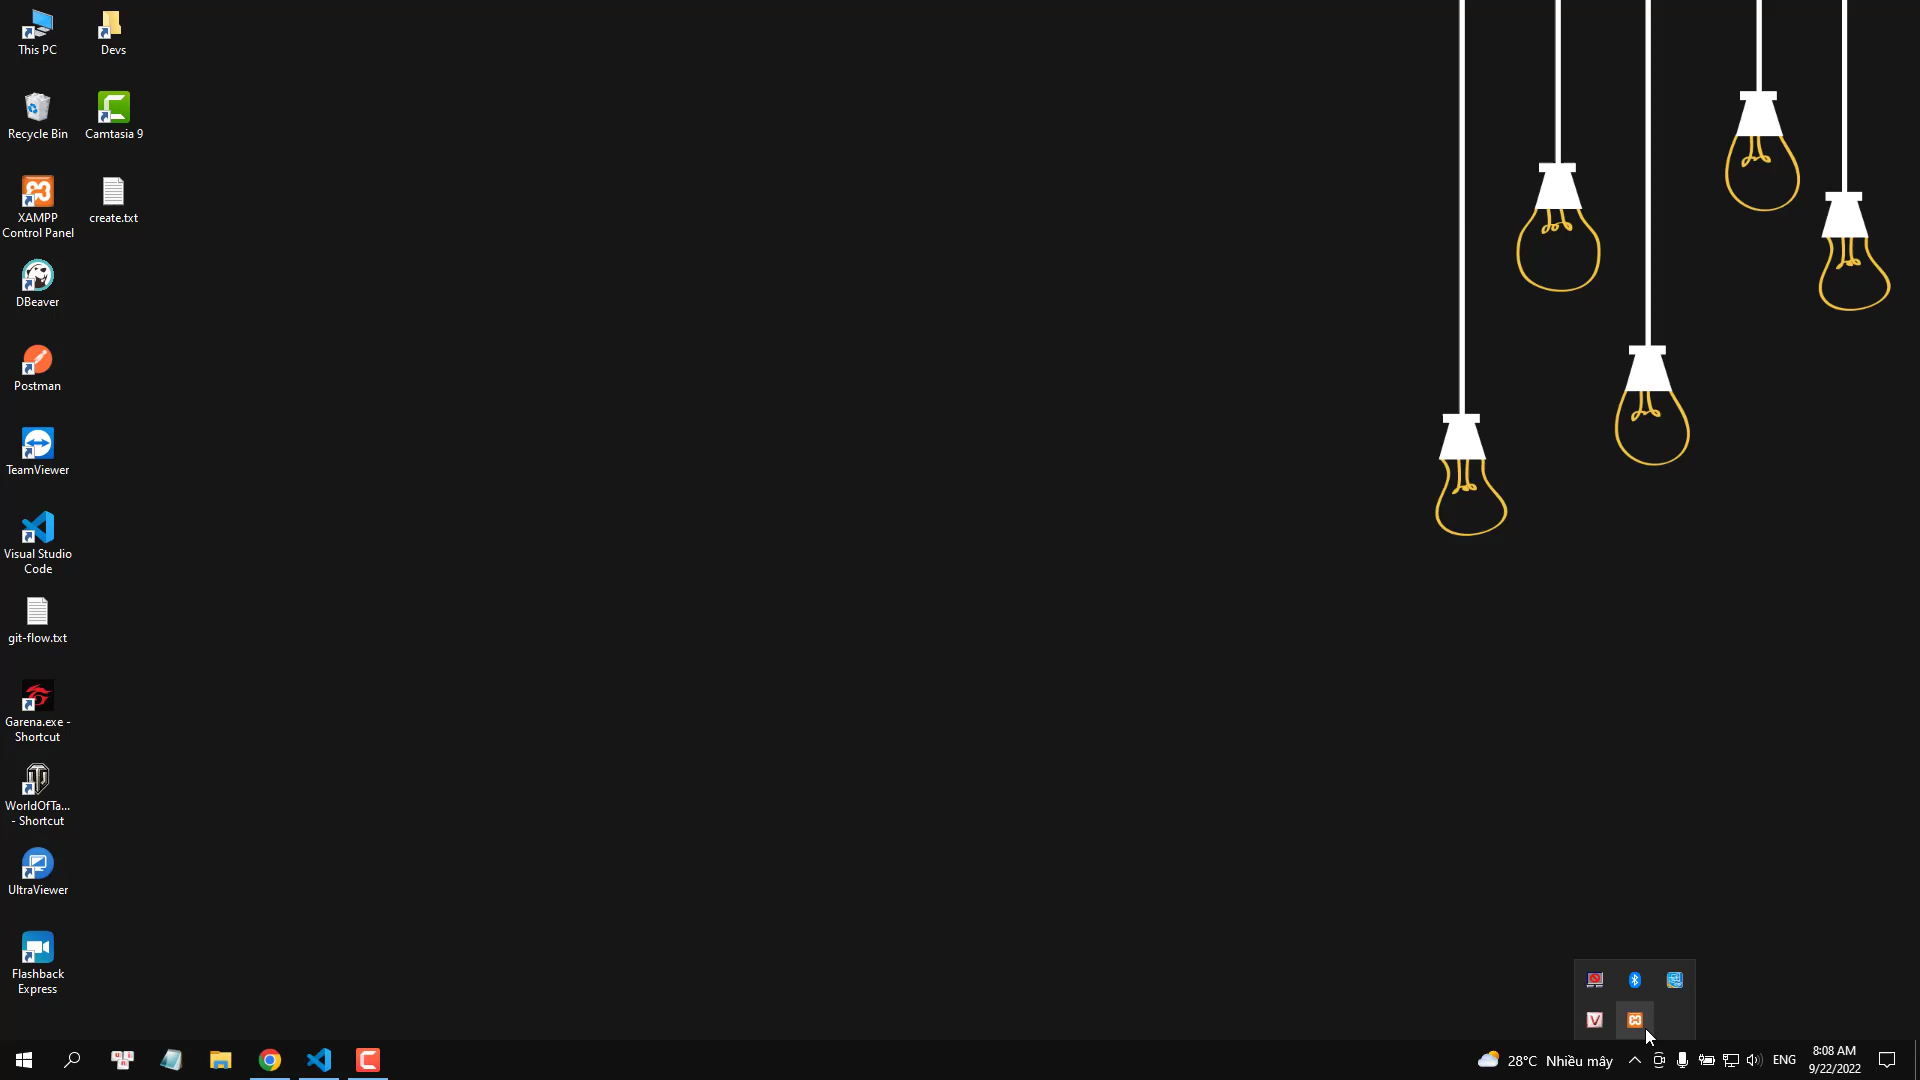 This PC
Devs
Recycle Bin
Camtasia 9
XAMPP
Control Panel
create.txt
DBeaver
Postman
TeamViewer
Visual Studio
Code
git-flow.txt
Garena.exe -
Shortcut
WorldOfTa...
- Shortcut
UltraViewer
Flashback
Express
V
28°C Nhiều mây
ENG
8:08 AM
9/22/2022